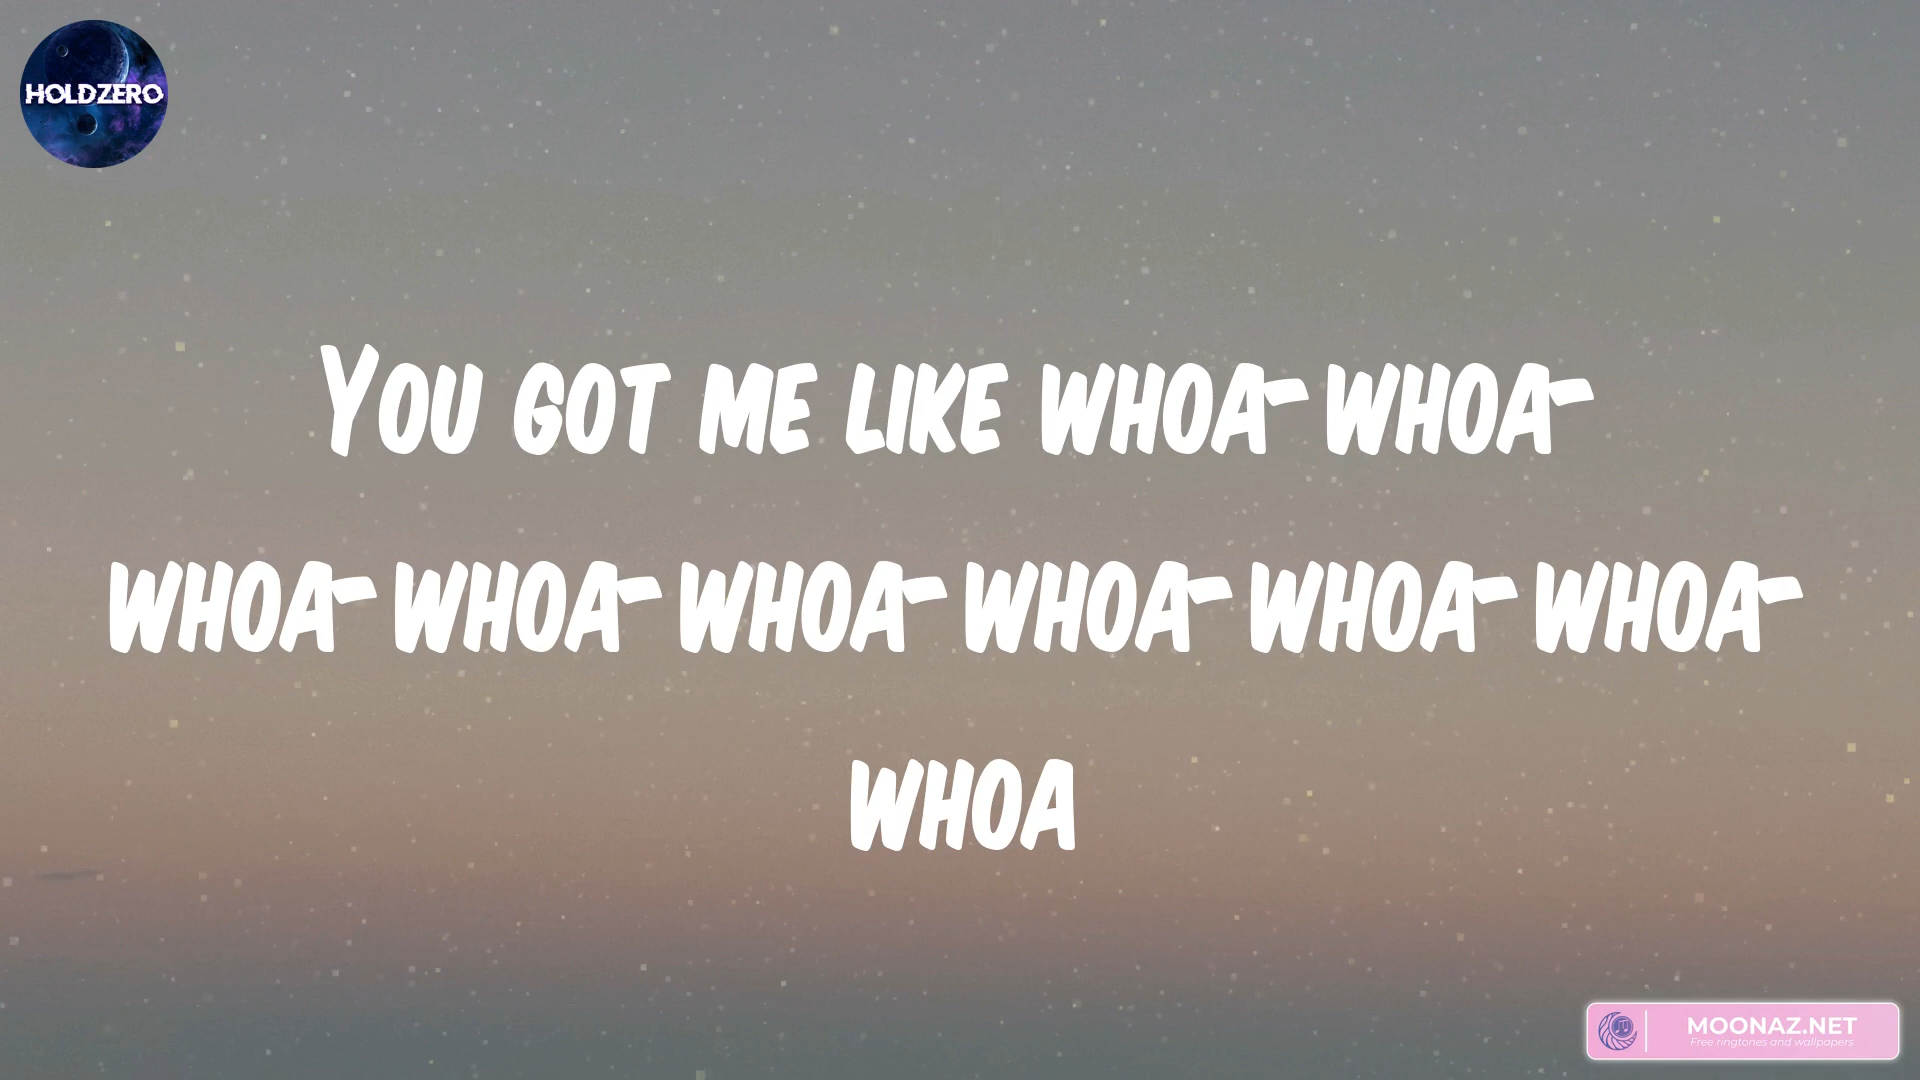 HOLDZERO
You got me like whoa-whoa-
whoa-whoa-whoa-whoa-whoa-whoa-
whoa
MOONAZ.NET
Free ringtones and wallpapers